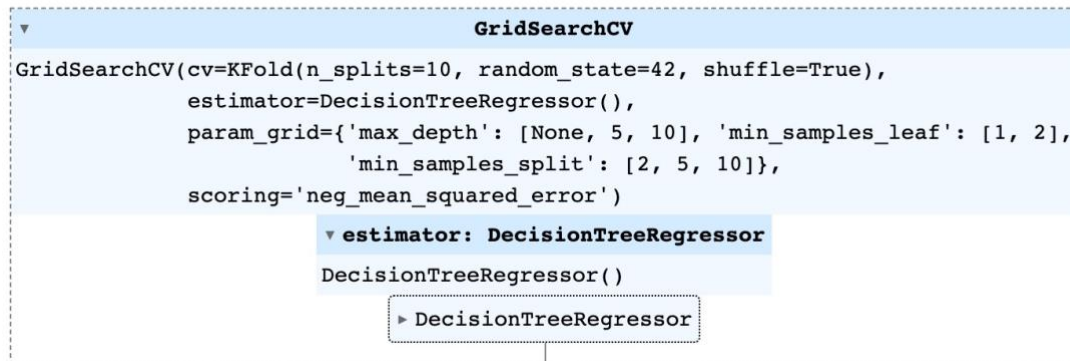 ▾ GridSearchCV
GridSearchCV(cv=KFold(n_splits=10, random_state=42, shuffle=True),
             estimator=DecisionTreeRegressor(),
             param_grid={'max_depth': [None, 5, 10], 'min_samples_leaf': [1, 2],
                         'min_samples_split': [2, 5, 10]},
             scoring='neg_mean_squared_error')
▾ estimator: DecisionTreeRegressor
DecisionTreeRegressor()
▸ DecisionTreeRegressor